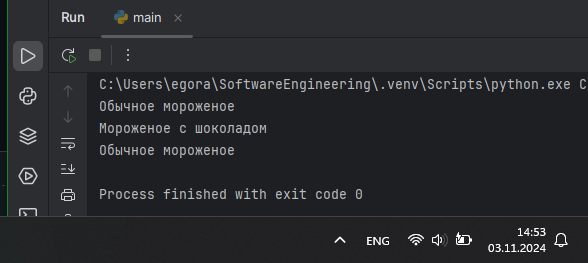 Run
main
C:\Users\egora\SoftwareEngineering\.venv\Scripts\python.exe C
Обычное мороженое
Мороженое с шоколадом
Обычное мороженое
Process finished with exit code 0
ENG
14:53
03.11.2024